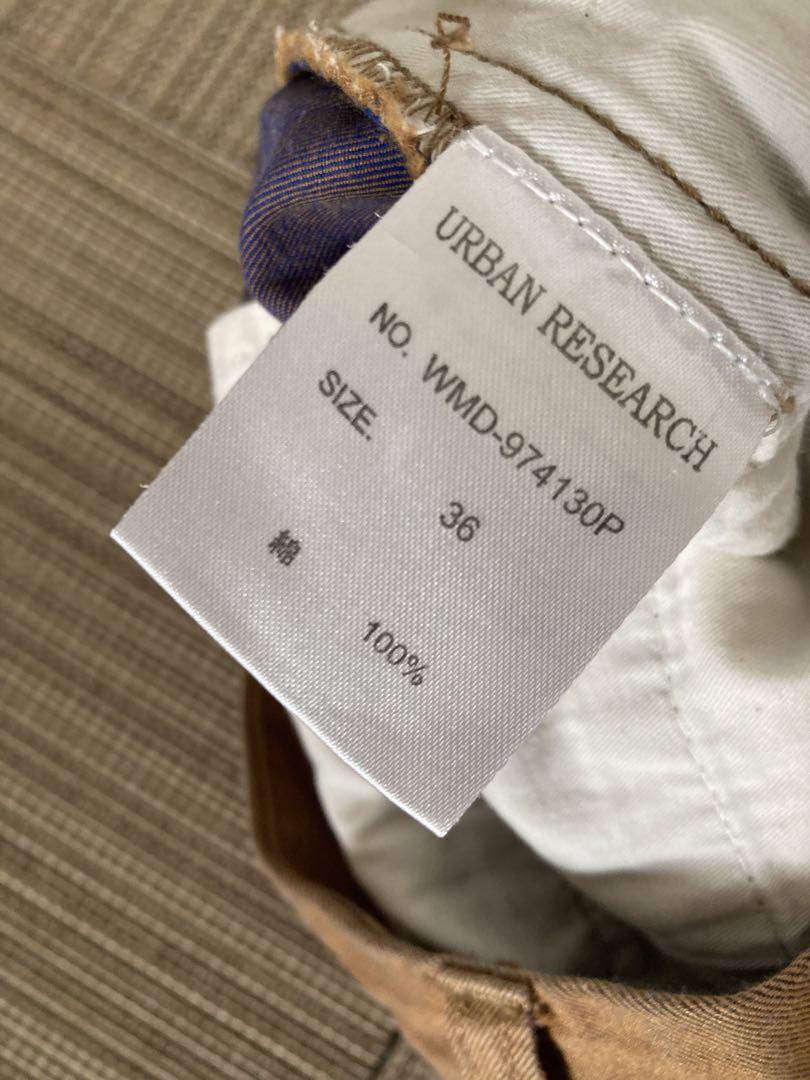 URBAN RESEARCH
NO. WMD-974130P
SIZE. 36
綿 100%